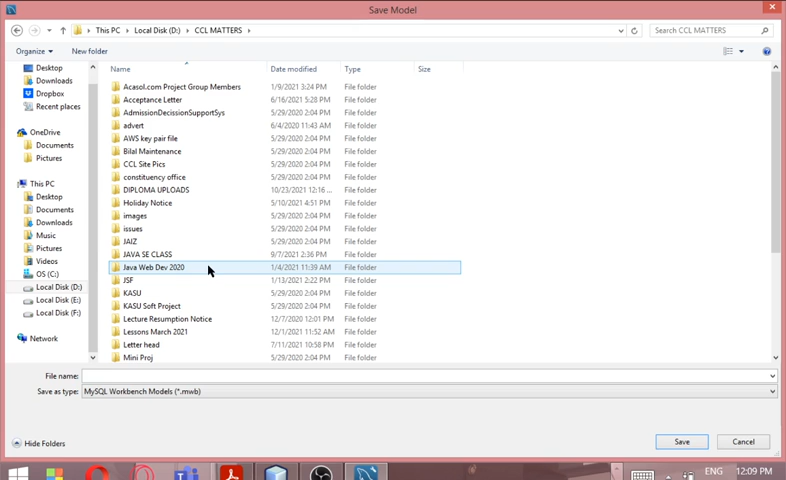 Save Model
This PC Local Disk (D:) CCL MATTERS
Search CCL MATTERS
Organize New folder
Name Date modified Type Size
Desktop
Downloads
Dropbox
Recent places
OneDrive
Documents
Pictures
This PC
Desktop
Documents
Downloads
Music
Pictures
Videos
OS (C:)
Local Disk (D:)
Local Disk (E:)
Local Disk (F:)
Network
Acasol.com Project Group Members 1/9/2021 3:24 PM File folder
Acceptance Letter 6/16/2021 5:28 PM File folder
AdmissionDecissionSupportSys 5/29/2020 2:04 PM File folder
advert 6/4/2020 11:43 AM File folder
AWS key pair file 5/29/2020 2:04 PM File folder
Bilal Maintenance 5/29/2020 2:04 PM File folder
CCL Site Pics 5/29/2020 2:04 PM File folder
constituency office 5/29/2020 2:04 PM File folder
DIPLOMA UPLOADS 10/23/2021 12:16 ... File folder
Holiday Notice 5/10/2021 4:51 PM File folder
images 5/29/2020 2:04 PM File folder
issues 5/29/2020 2:04 PM File folder
JAIZ 5/29/2020 2:04 PM File folder
JAVA SE CLASS 9/7/2021 2:36 PM File folder
Java Web Dev 2020 1/4/2021 11:39 AM File folder
JSF 1/13/2021 2:22 PM File folder
KASU 5/29/2020 2:04 PM File folder
KASU Soft Project 5/29/2020 2:04 PM File folder
Lecture Resumption Notice 12/7/2020 12:01 PM File folder
Lessons March 2021 12/1/2021 11:52 AM File folder
Letter head 7/11/2021 10:58 PM File folder
Mini Proj 5/29/2020 2:04 PM File folder
File name:
Save as type: MySQL Workbench Models (*.mwb)
Hide Folders Save Cancel
ENG 12:09 PM